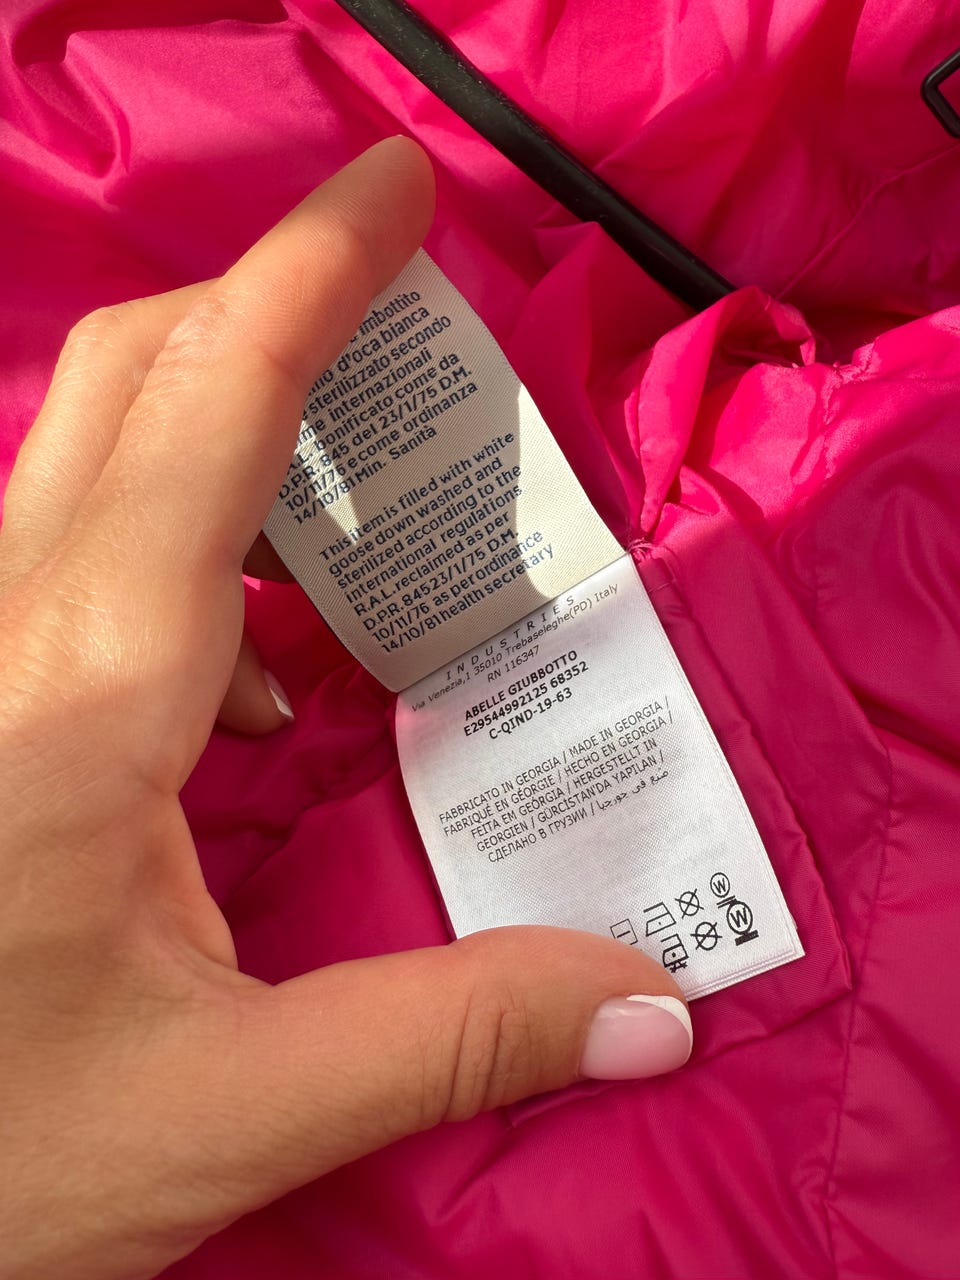 imbottito
d'oca bianca
sterilizzato secondo
internazionali
bonificato come da
D.P.R. 845 del 23/1/75 D.M.
10/11/76 e come ordinanza
14/10/81 Min. Sanità
This item is filled with white
goose down washed and
sterilized according to the
International regulations
R.A.L. reclaimed as per
D.P.R. 84523/1/75 D.M.
10/11/76 as per ordinance
14/10/81 health secretary
INDUSTRIES
Via Venezia,1 35010 Trebaseleghe(PD) Italy
RN 116347
ABELLE GIUBBOTTO
E29544992125 68352
C-QIND-19-63
FABBRICATO IN GEORGIA / MADE IN GEORGIA /
FABRIQUÉ EN GÉORGIE / HECHO EN GEORGIA /
FEITA EM GEÓRGIA / HERGESTELLT IN
GEORGIEN / GÜRCİSTAN'DA YAPILAN /
СДЕЛАНО В ГРУЗИИ / صنع في جورجيا
W
W